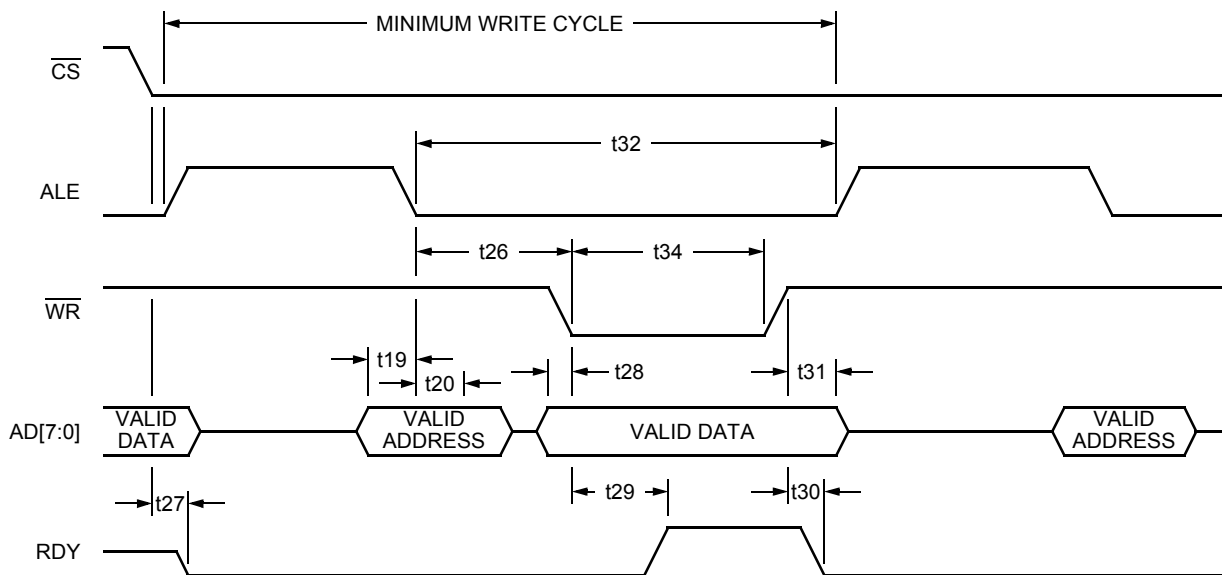 MINIMUM WRITE CYCLE
CS
t32
ALE
t26 t34
WR
t19 t28 t31
t20
AD[7:0] VALID DATA VALID ADDRESS VALID DATA VALID ADDRESS
t29 t30
t27
RDY